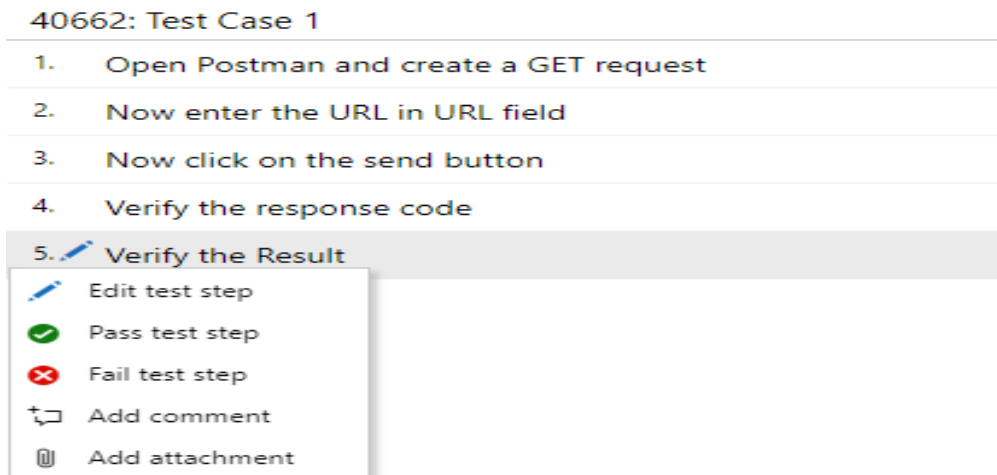 40662: Test Case 1
1. Open Postman and create a GET request
2. Now enter the URL in URL field
3. Now click on the send button
4. Verify the response code
5. Verify the Result
Edit test step
Pass test step
Fail test step
Add comment
Add attachment